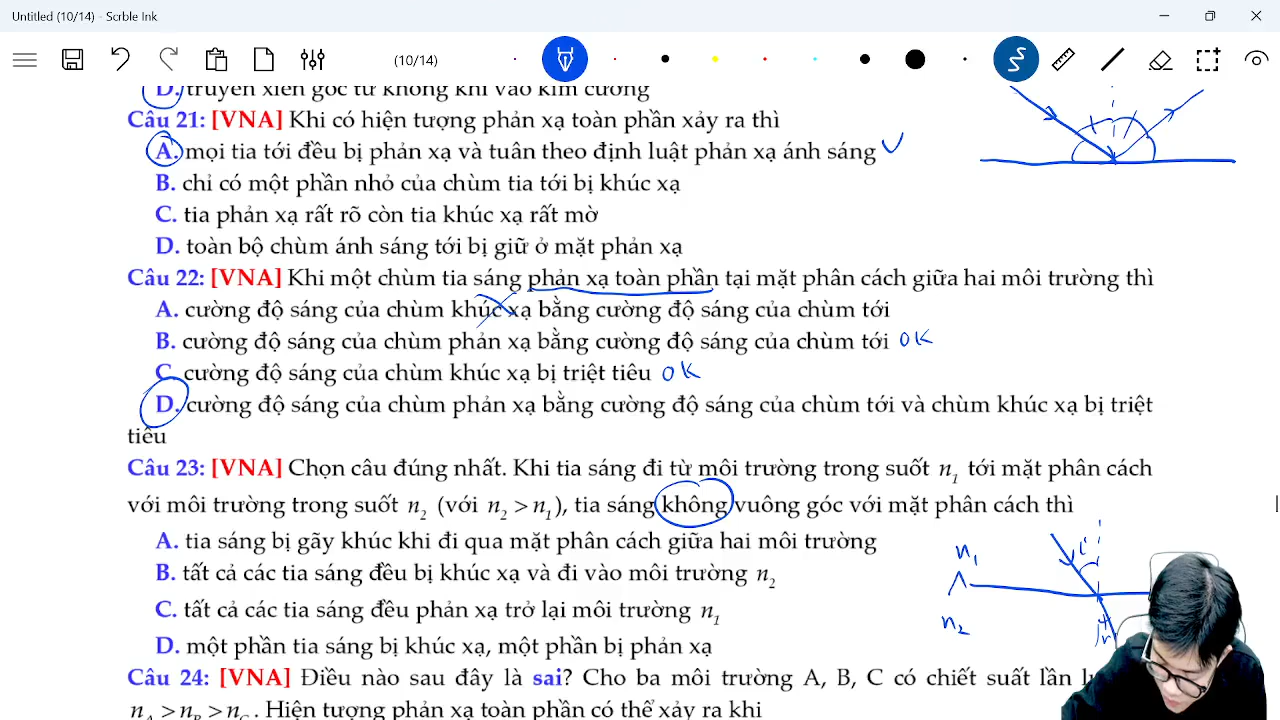 Untitled (10/14) - Scrble Ink
(10/14)
D. truyền xiên góc từ không khí vào kim cương
Câu 21: [VNA] Khi có hiện tượng phản xạ toàn phần xảy ra thì
A. mọi tia tới đều bị phản xạ và tuân theo định luật phản xạ ánh sáng
B. chỉ có một phần nhỏ của chùm tia tới bị khúc xạ
C. tia phản xạ rất rõ còn tia khúc xạ rất mờ
D. toàn bộ chùm ánh sáng tới bị giữ ở mặt phản xạ
Câu 22: [VNA] Khi một chùm tia sáng phản xạ toàn phần tại mặt phân cách giữa hai môi trường thì
A. cường độ sáng của chùm khúc xạ bằng cường độ sáng của chùm tới
B. cường độ sáng của chùm phản xạ bằng cường độ sáng của chùm tới OK
C. cường độ sáng của chùm khúc xạ bị triệt tiêu OK
D. cường độ sáng của chùm phản xạ bằng cường độ sáng của chùm tới và chùm khúc xạ bị triệt
tiêu
Câu 23: [VNA] Chọn câu đúng nhất. Khi tia sáng đi từ môi trường trong suốt n₁ tới mặt phân cách
với môi trường trong suốt n₂ (với n₂ > n₁), tia sáng không vuông góc với mặt phân cách thì
A. tia sáng bị gãy khúc khi đi qua mặt phân cách giữa hai môi trường
B. tất cả các tia sáng đều bị khúc xạ và đi vào môi trường n₂
C. tất cả các tia sáng đều phản xạ trở lại môi trường n₁
D. một phần tia sáng bị khúc xạ, một phần bị phản xạ
n₁
i
∧
n₂
r
Câu 24: [VNA] Điều nào sau đây là sai? Cho ba môi trường A, B, C có chiết suất lần
n_A > n_B > n_C. Hiện tượng phản xạ toàn phần có thể xảy ra khi